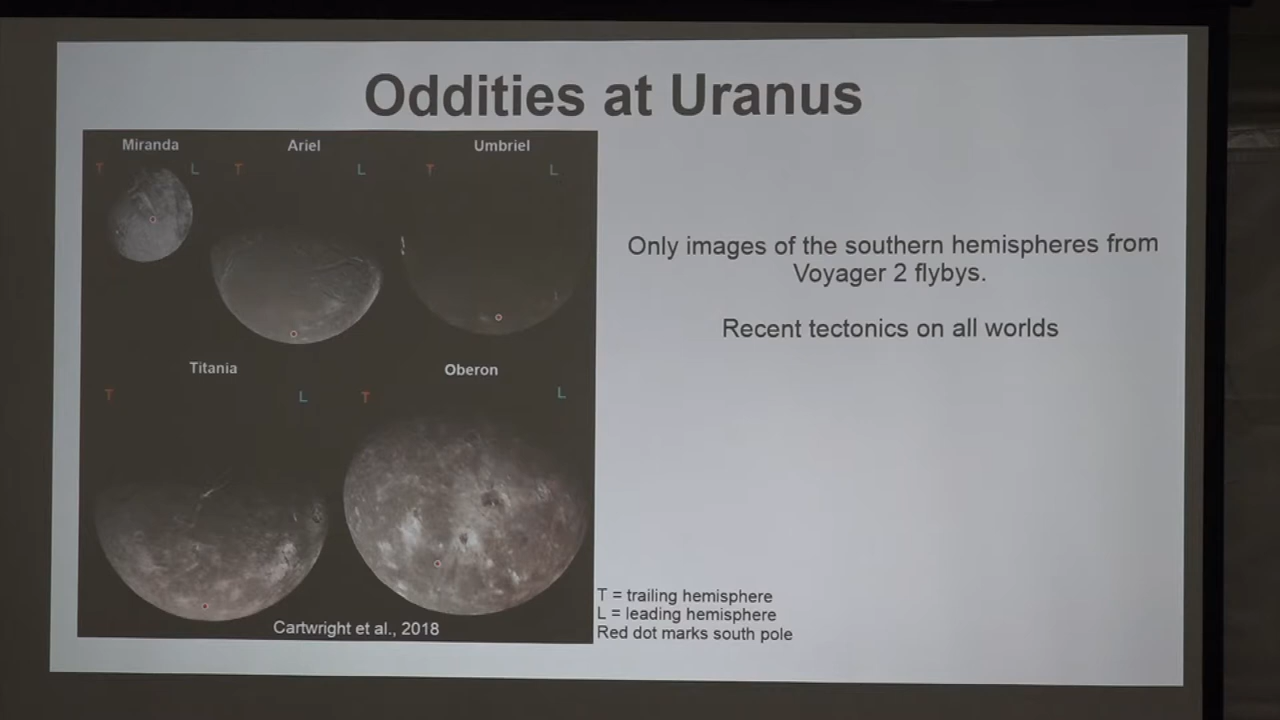 Oddities at Uranus
Miranda Ariel Umbriel
T L T L T L
Only images of the southern hemispheres from
Voyager 2 flybys.
Recent tectonics on all worlds
Titania Oberon
T L T L
Cartwright et al., 2018
T = trailing hemisphere
L = leading hemisphere
Red dot marks south pole